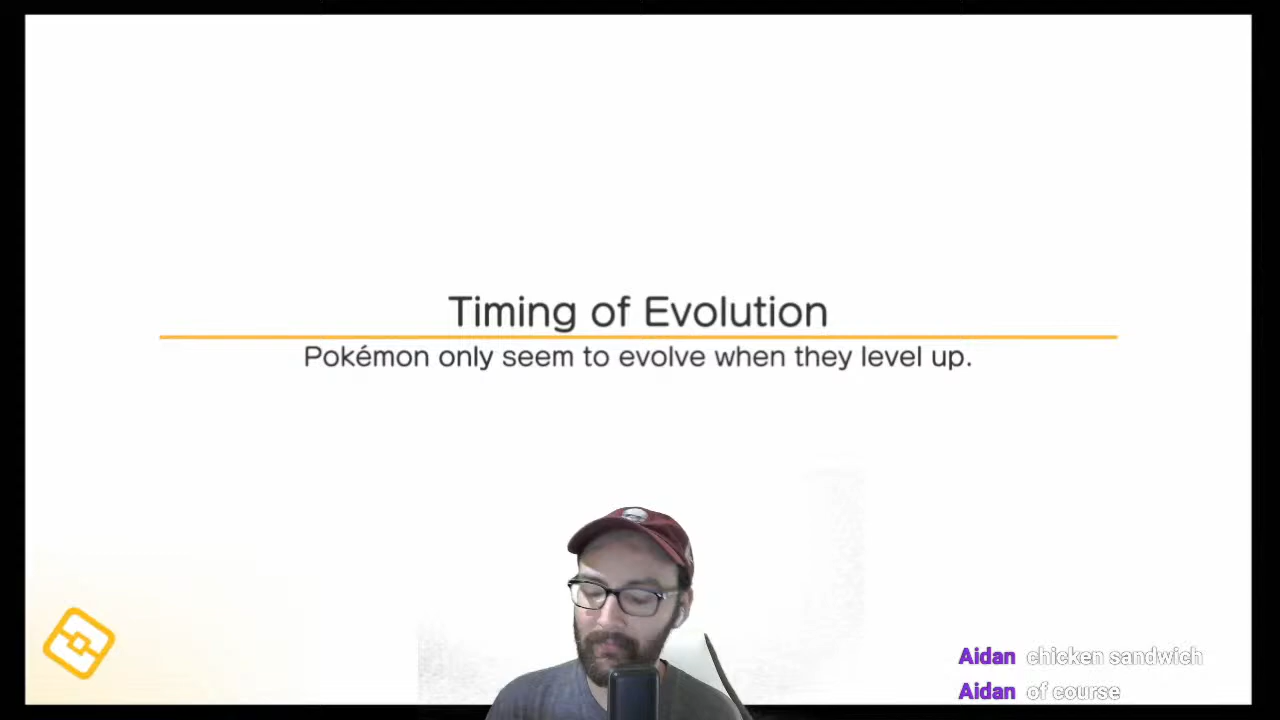 Timing of Evolution
Pokémon only seem to evolve when they level up.
Aidan chicken sandwich
Aidan of course